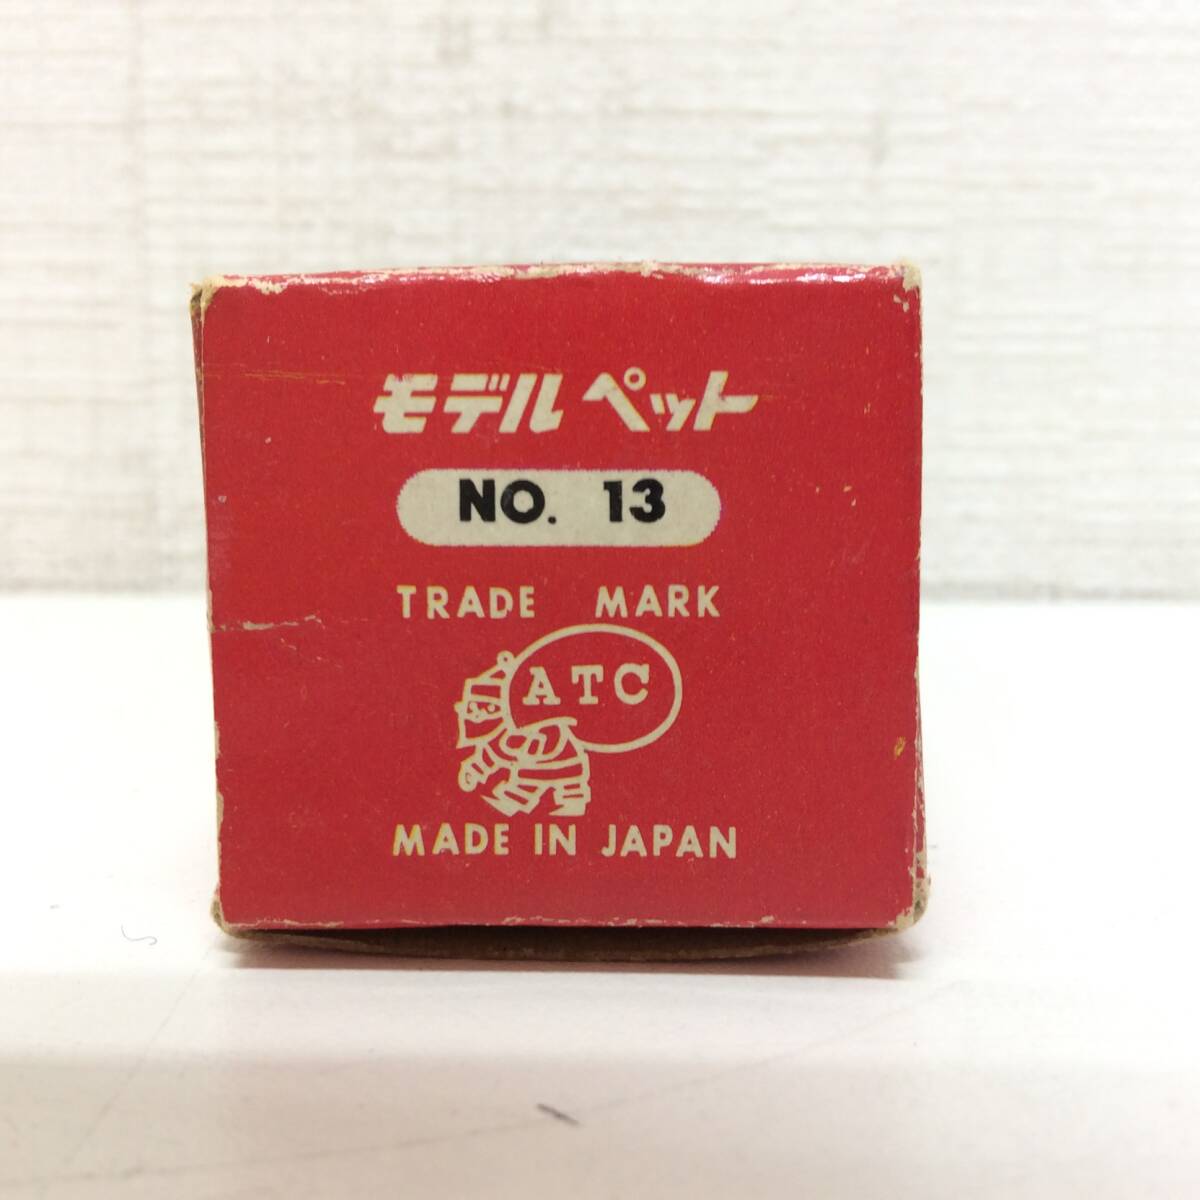 モデルペット
NO. 13
TRADE MARK
ATC
MADE IN JAPAN